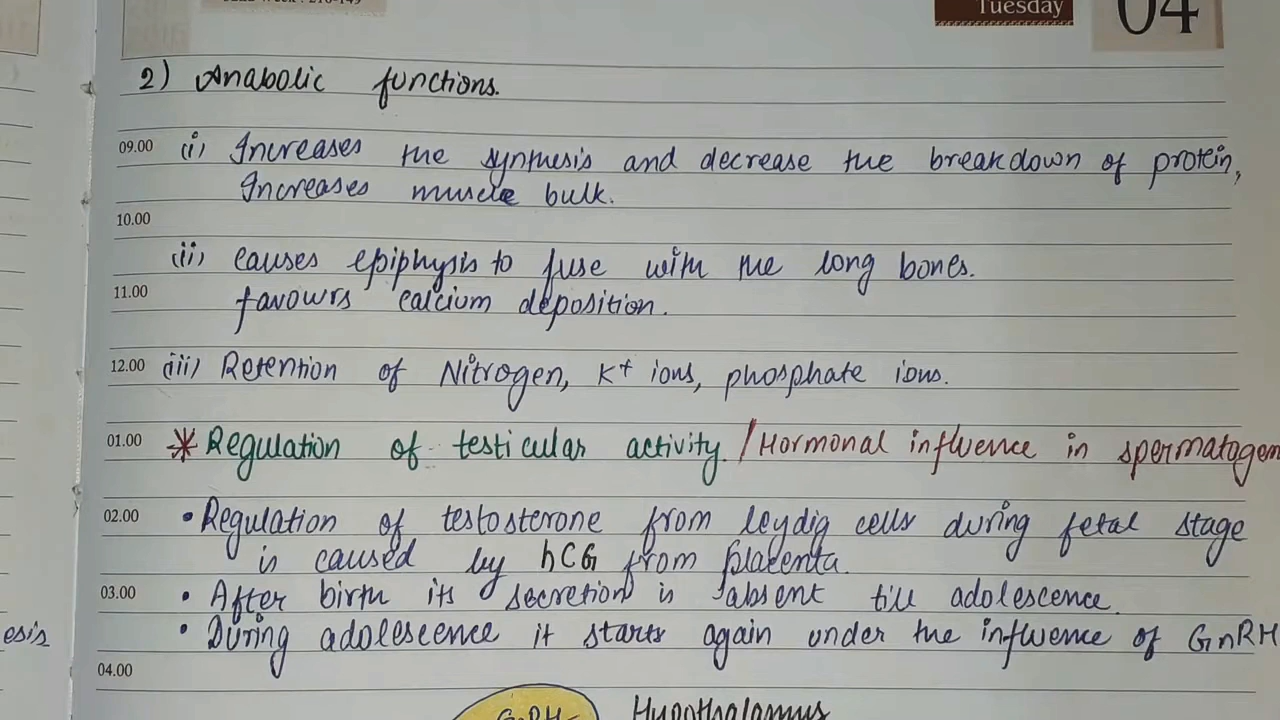 Tuesday
04
2) Anabolic functions.
09.00 (i) Increases the synthesis and decrease the breakdown of protein,
Increases muscle bulk.
10.00
(ii) causes epiphysis to fuse with the long bones.
11.00 favours calcium deposition.
12.00 (iii) Retention of Nitrogen, K+ ions, phosphate ions.
01.00 * Regulation of testicular activity / Hormonal influence in spermatogen
02.00 • Regulation of testosterone from leydig cells during fetal stage
is caused by hCG from placenta.
03.00 • After birth its secretion is absent till adolescence.
esis • During adolescence it starts again under the influence of GnRH
04.00
GnRH Hypothalamus